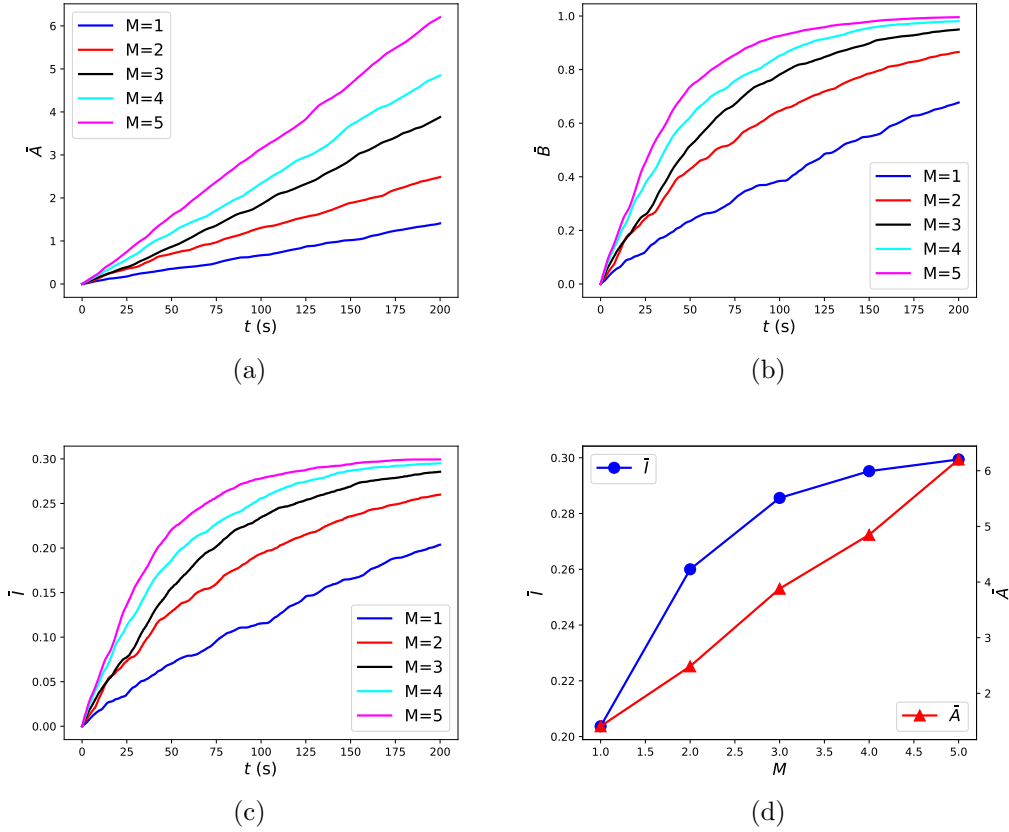 M=1
M=2
M=3
M=4
M=5
Ā
0
1
2
3
4
5
6
0 25 50 75 100 125 150 175 200
t (s)
(a)
M=1
M=2
M=3
M=4
M=5
B̄
0.0
0.2
0.4
0.6
0.8
1.0
0 25 50 75 100 125 150 175 200
t (s)
(b)
M=1
M=2
M=3
M=4
M=5
Ī
0.00
0.05
0.10
0.15
0.20
0.25
0.30
0 25 50 75 100 125 150 175 200
t (s)
(c)
Ī
Ā
Ī
0.20
0.22
0.24
0.26
0.28
0.30
1.0 1.5 2.0 2.5 3.0 3.5 4.0 4.5 5.0
M
2
3
4
5
6
Ā
(d)